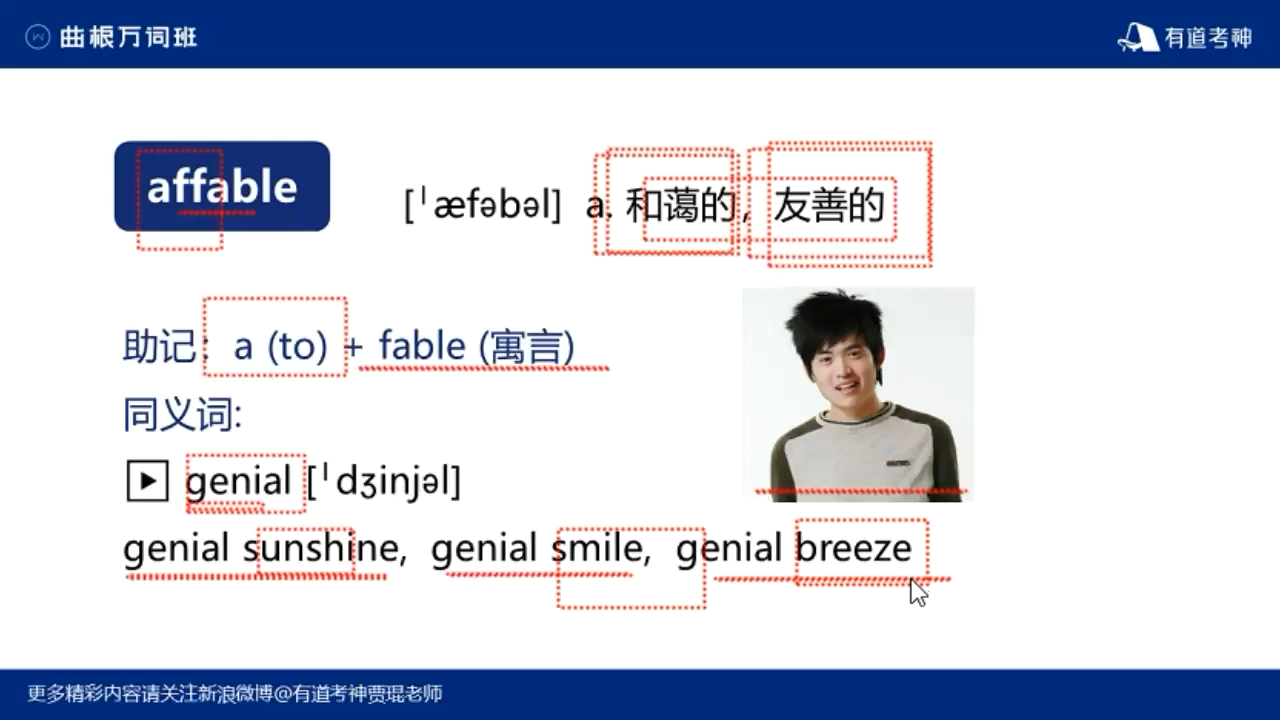 曲根万词班
有道考神
affable
[ˈæfəbəl] a. 和蔼的，友善的
助记：a (to) + fable (寓言)
同义词:
genial [ˈdʒinjəl]
genial sunshine, genial smile, genial breeze
更多精彩内容请关注新浪微博@有道考神贾琨老师